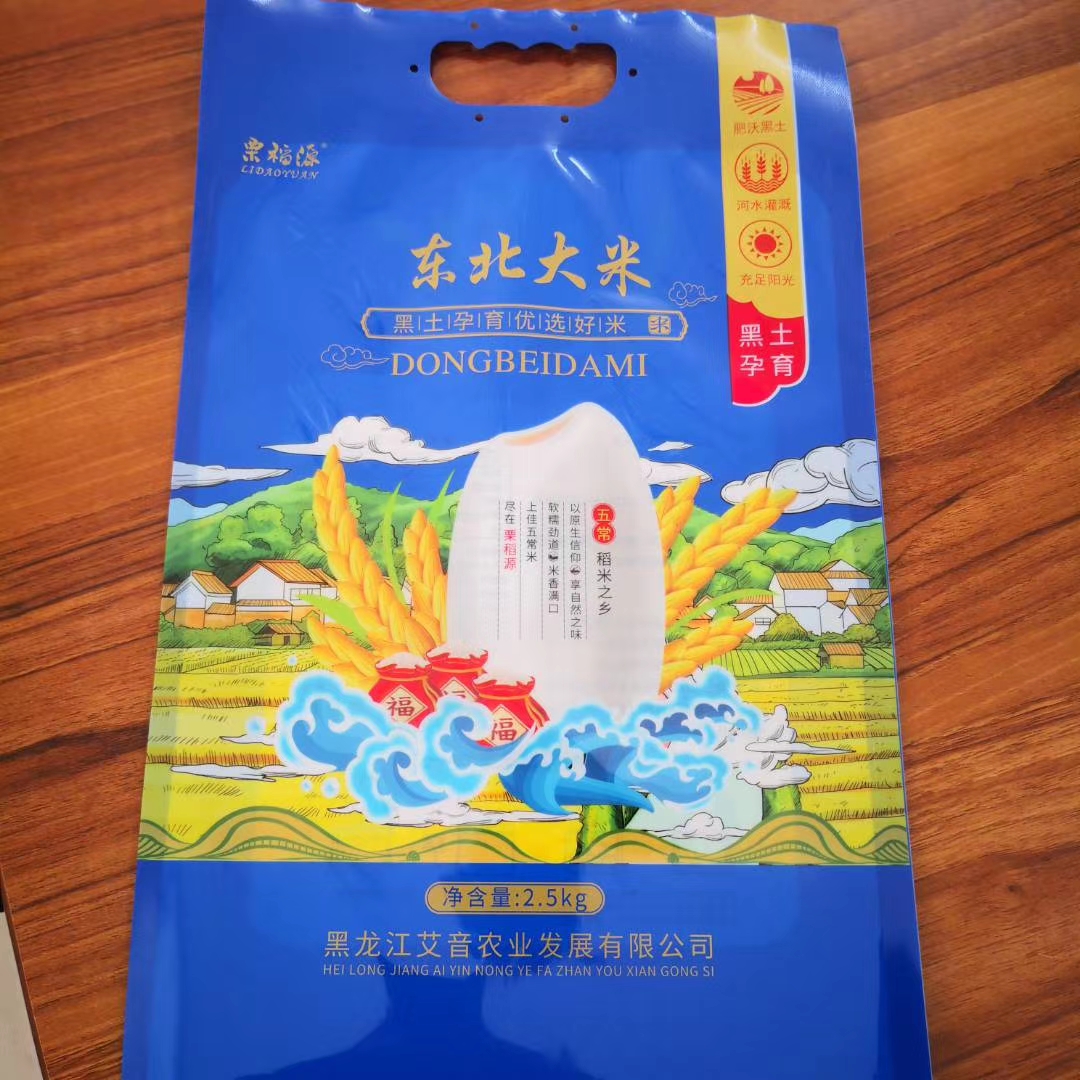 栗稻源®
LIDAOYUAN
东北大米
黑土孕育优选好米
DONGBEIDAMI
肥沃黑土
河水灌溉
充足阳光
黑土
孕育
五常 稻米之乡
以原生信仰 享自然之味
软糯劲道 米香满口
上佳五常米
尽在 栗稻源
福
福
净含量:2.5kg
黑龙江艾音农业发展有限公司
HEI LONG JIANG AI YIN NONG YE FA ZHAN YOU XIAN GONG SI